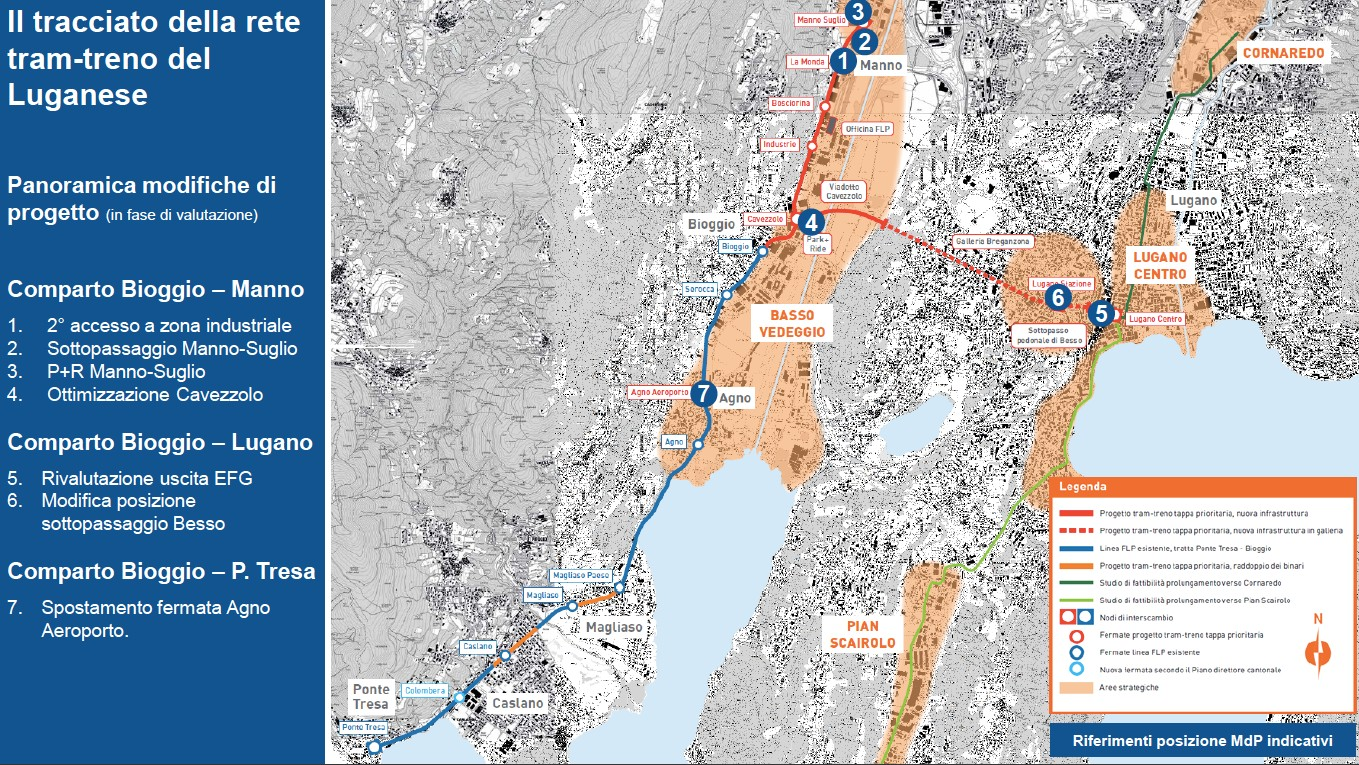 Il tracciato della rete
tram-treno del
Luganese
Panoramica modifiche di
progetto (in fase di valutazione)
Comparto Bioggio – Manno
1. 2° accesso a zona industriale
2. Sottopassaggio Manno-Suglio
3. P+R Manno-Suglio
4. Ottimizzazione Cavezzolo
Comparto Bioggio – Lugano
5. Rivalutazione uscita EFG
6. Modifica posizione
sottopassaggio Besso
Comparto Bioggio – P. Tresa
7. Spostamento fermata Agno
Aeroporto.
3
Manno Suglio
2
La Monda
1
Manno
CORNAREDO
Bosciorina
Officina FLP
Industrie
Viadotto
Cavezzolo
Lugano
Bioggio
Cavezzolo
4
Park+
Ride
Bioggio
Galleria Breganzona
LUGANO
CENTRO
Serocca
Lugano Stazione
6
5
Lugano Centro
BASSO
VEDEGGIO
Sottopasso
pedonale di Besso
Agno Aeroporto
7
Agno
Agno
Magliaso Paese
Magliaso
Magliaso
PIAN
SCAIROLO
Caslano
Ponte
Tresa
Colombera
Caslano
Ponte Tresa
Legenda
Progetto tram-treno tappa prioritaria, nuova infrastruttura
Progetto tram-treno tappa prioritaria, nuova infrastruttura in galleria
Linea FLP esistente, tratta Ponte Tresa - Bioggio
Progetto tram-treno tappa prioritaria, raddoppio dei binari
Studio di fattibilità prolungamento verso Cornaredo
Studio di fattibilità prolungamento verso Pian Scairolo
Nodi di interscambio
Fermate progetto tram-treno tappa prioritaria
Fermate linea FLP esistente
Nuova fermata secondo il Piano direttore cantonale
Aree strategiche
N
Riferimenti posizione MdP indicativi